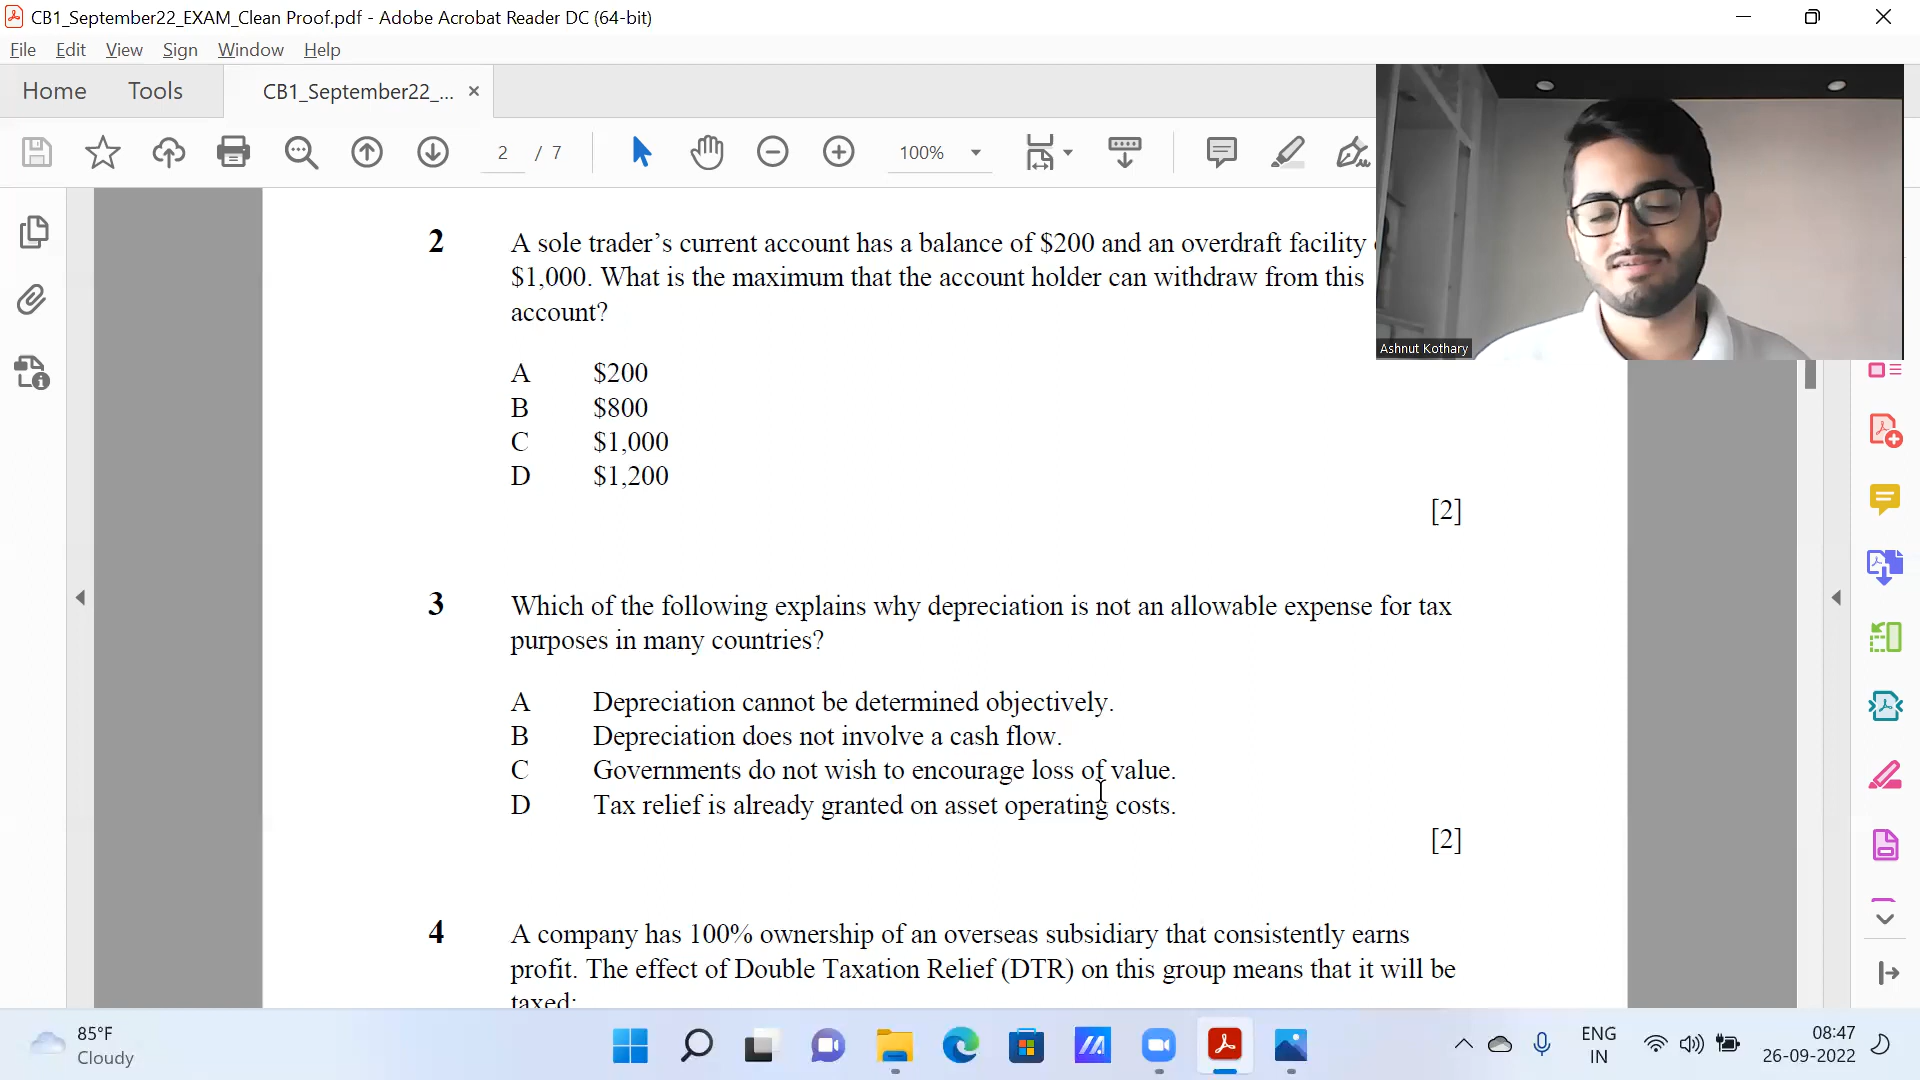 CB1_September22_EXAM_Clean Proof.pdf - Adobe Acrobat Reader DC (64-bit)
File Edit View Sign Window Help
Home Tools CB1_September22_... ×
2 / 7 100%
2 A sole trader’s current account has a balance of $200 and an overdraft facility
$1,000. What is the maximum that the account holder can withdraw from this
account?
A $200
B $800
C $1,000
D $1,200
[2]
Ashnut Kothary
3 Which of the following explains why depreciation is not an allowable expense for tax
purposes in many countries?
A Depreciation cannot be determined objectively.
B Depreciation does not involve a cash flow.
C Governments do not wish to encourage loss of value.
D Tax relief is already granted on asset operating costs.
[2]
4 A company has 100% ownership of an overseas subsidiary that consistently earns
profit. The effect of Double Taxation Relief (DTR) on this group means that it will be
taxed:
85°F
Cloudy
ENG
IN
08:47
26-09-2022